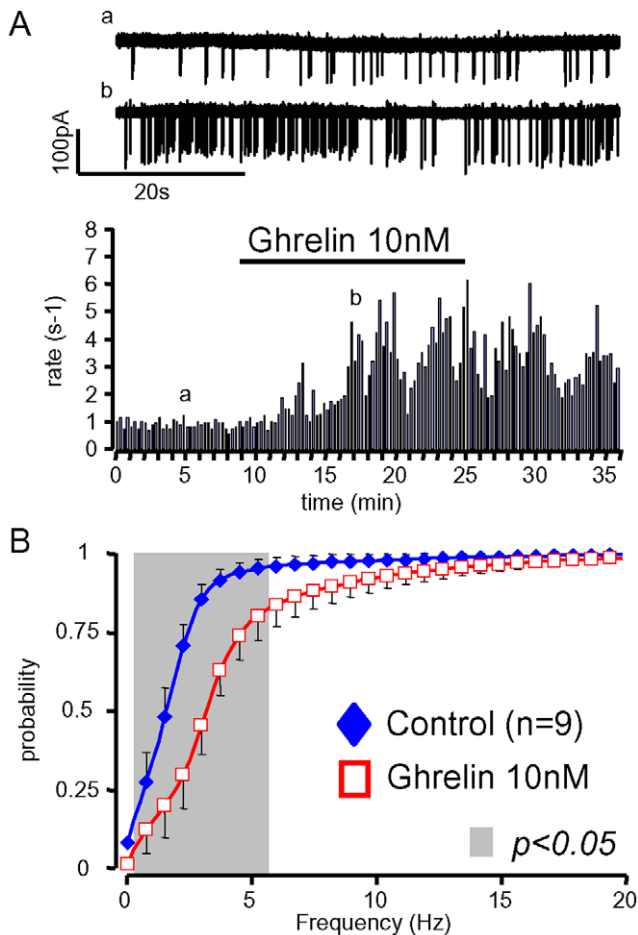 A
a
b
100pA
20s
Ghrelin 10nM
8
7
6
5
4
3
2
1
0
rate (s-1)
a
b
0 5 10 15 20 25 30 35
time (min)
B
1
0.75
0.5
0.25
0
probability
Control (n=9)
Ghrelin 10nM
p<0.05
0 5 10 15 20
Frequency (Hz)